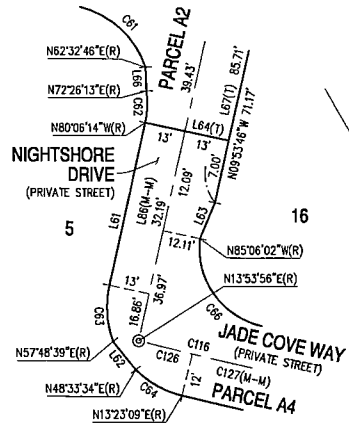 C61
N62°32'46"E(R)
PARCEL A2
L66
N72°26'13"E(R)
C62
39.43'
85.71'
L67(T)
N09°53'46"W 71.17'
N80°06'14"W(R)
L64(T)
13'
13'
NIGHTSHORE
DRIVE
(PRIVATE STREET)
7.00'
12.09'
L86(M-M)
32.19'
L61
L63
16
5
12.11'
N85°06'02"W(R)
N13°53'56"E(R)
13'
36.97'
16.86'
C63
C66
JADE COVE WAY
(PRIVATE STREET)
N57°48'39"E(R)
L62
C126
C116
C127(M-M)
N48°33'34"E(R)
C64
12'
PARCEL A4
N13°23'09"E(R)